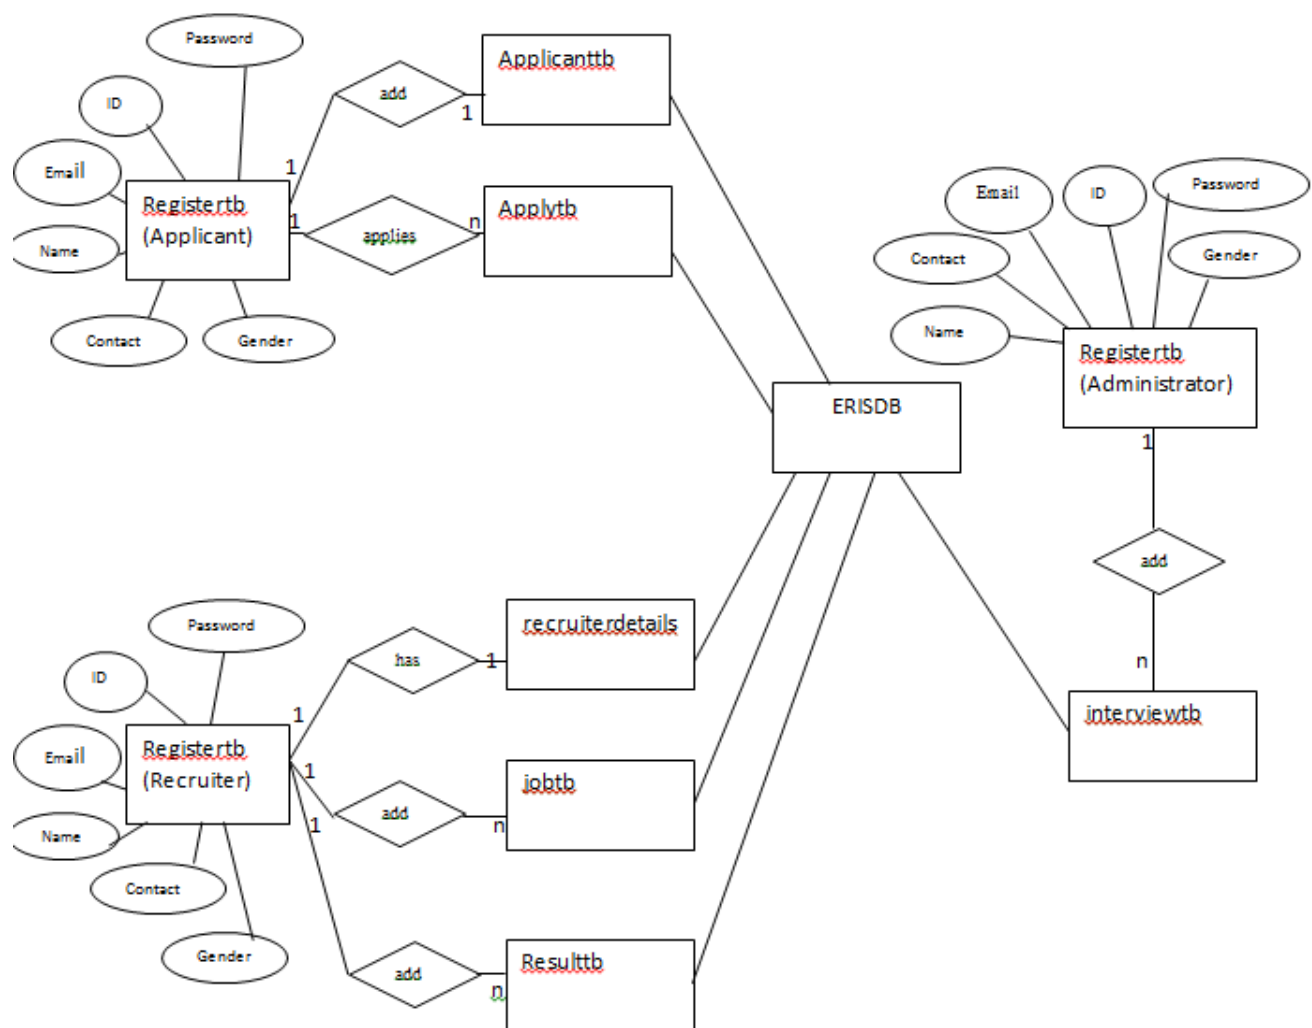 Password
ID
Email
Name
Contact
Gender
Registertb
(Applicant)
1
add
1
Applicanttb
1
applies
n
Applytb
ERISDB
Email
ID
Password
Contact
Gender
Name
Registertb
(Administrator)
1
add
n
interviewtb
Password
ID
Email
Name
Contact
Gender
Registertb
(Recruiter)
1
has
1
recruiterdetails
1
add
n
jobtb
1
add
n
Resulttb